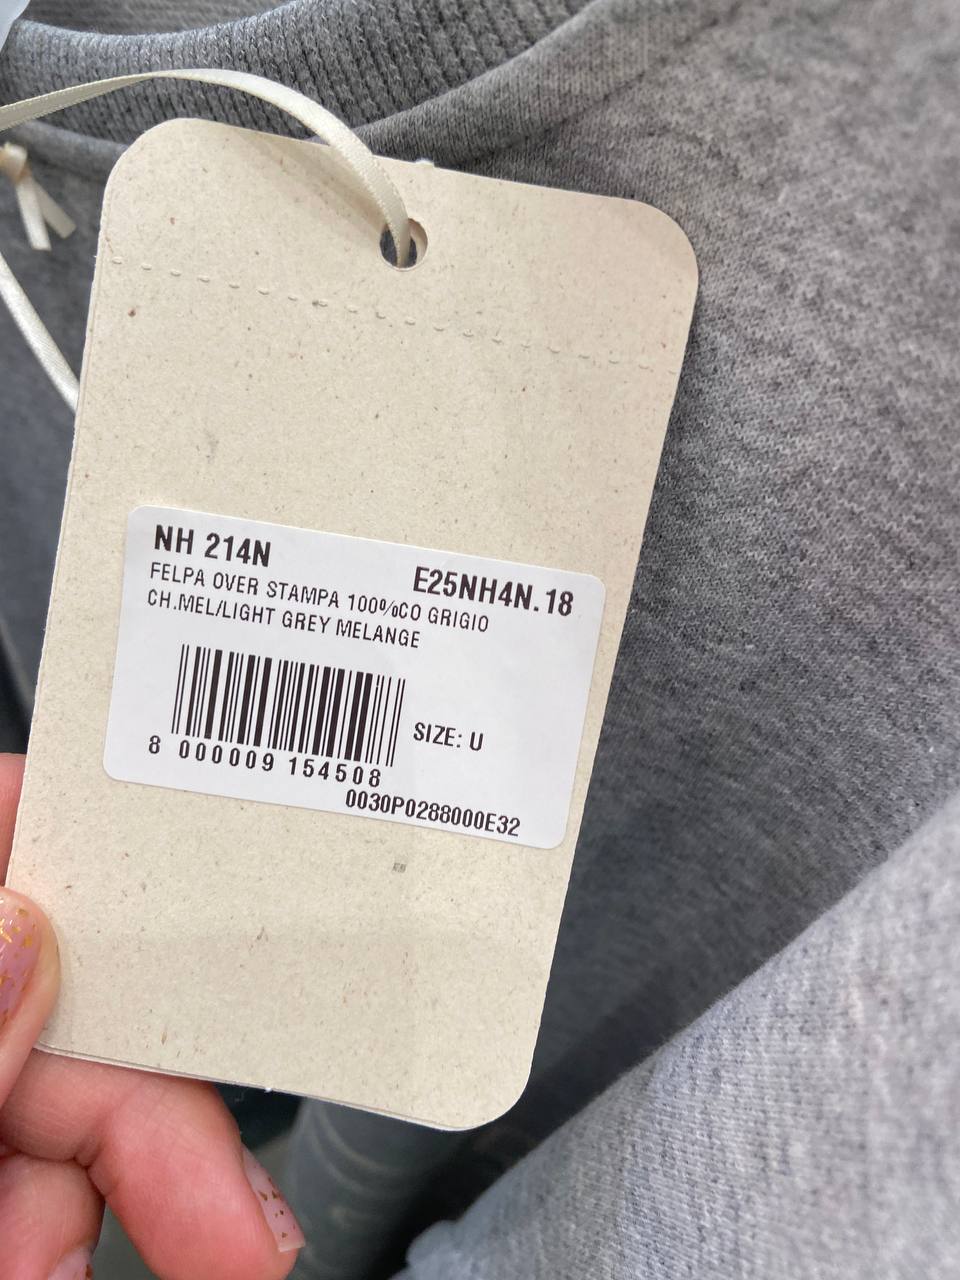 NH 214N
E25NH4N.18
FELPA OVER STAMPA 100%CO GRIGIO
CH.MEL/LIGHT GREY MELANGE
SIZE: U
8 000009 154508
0030P0288000E32